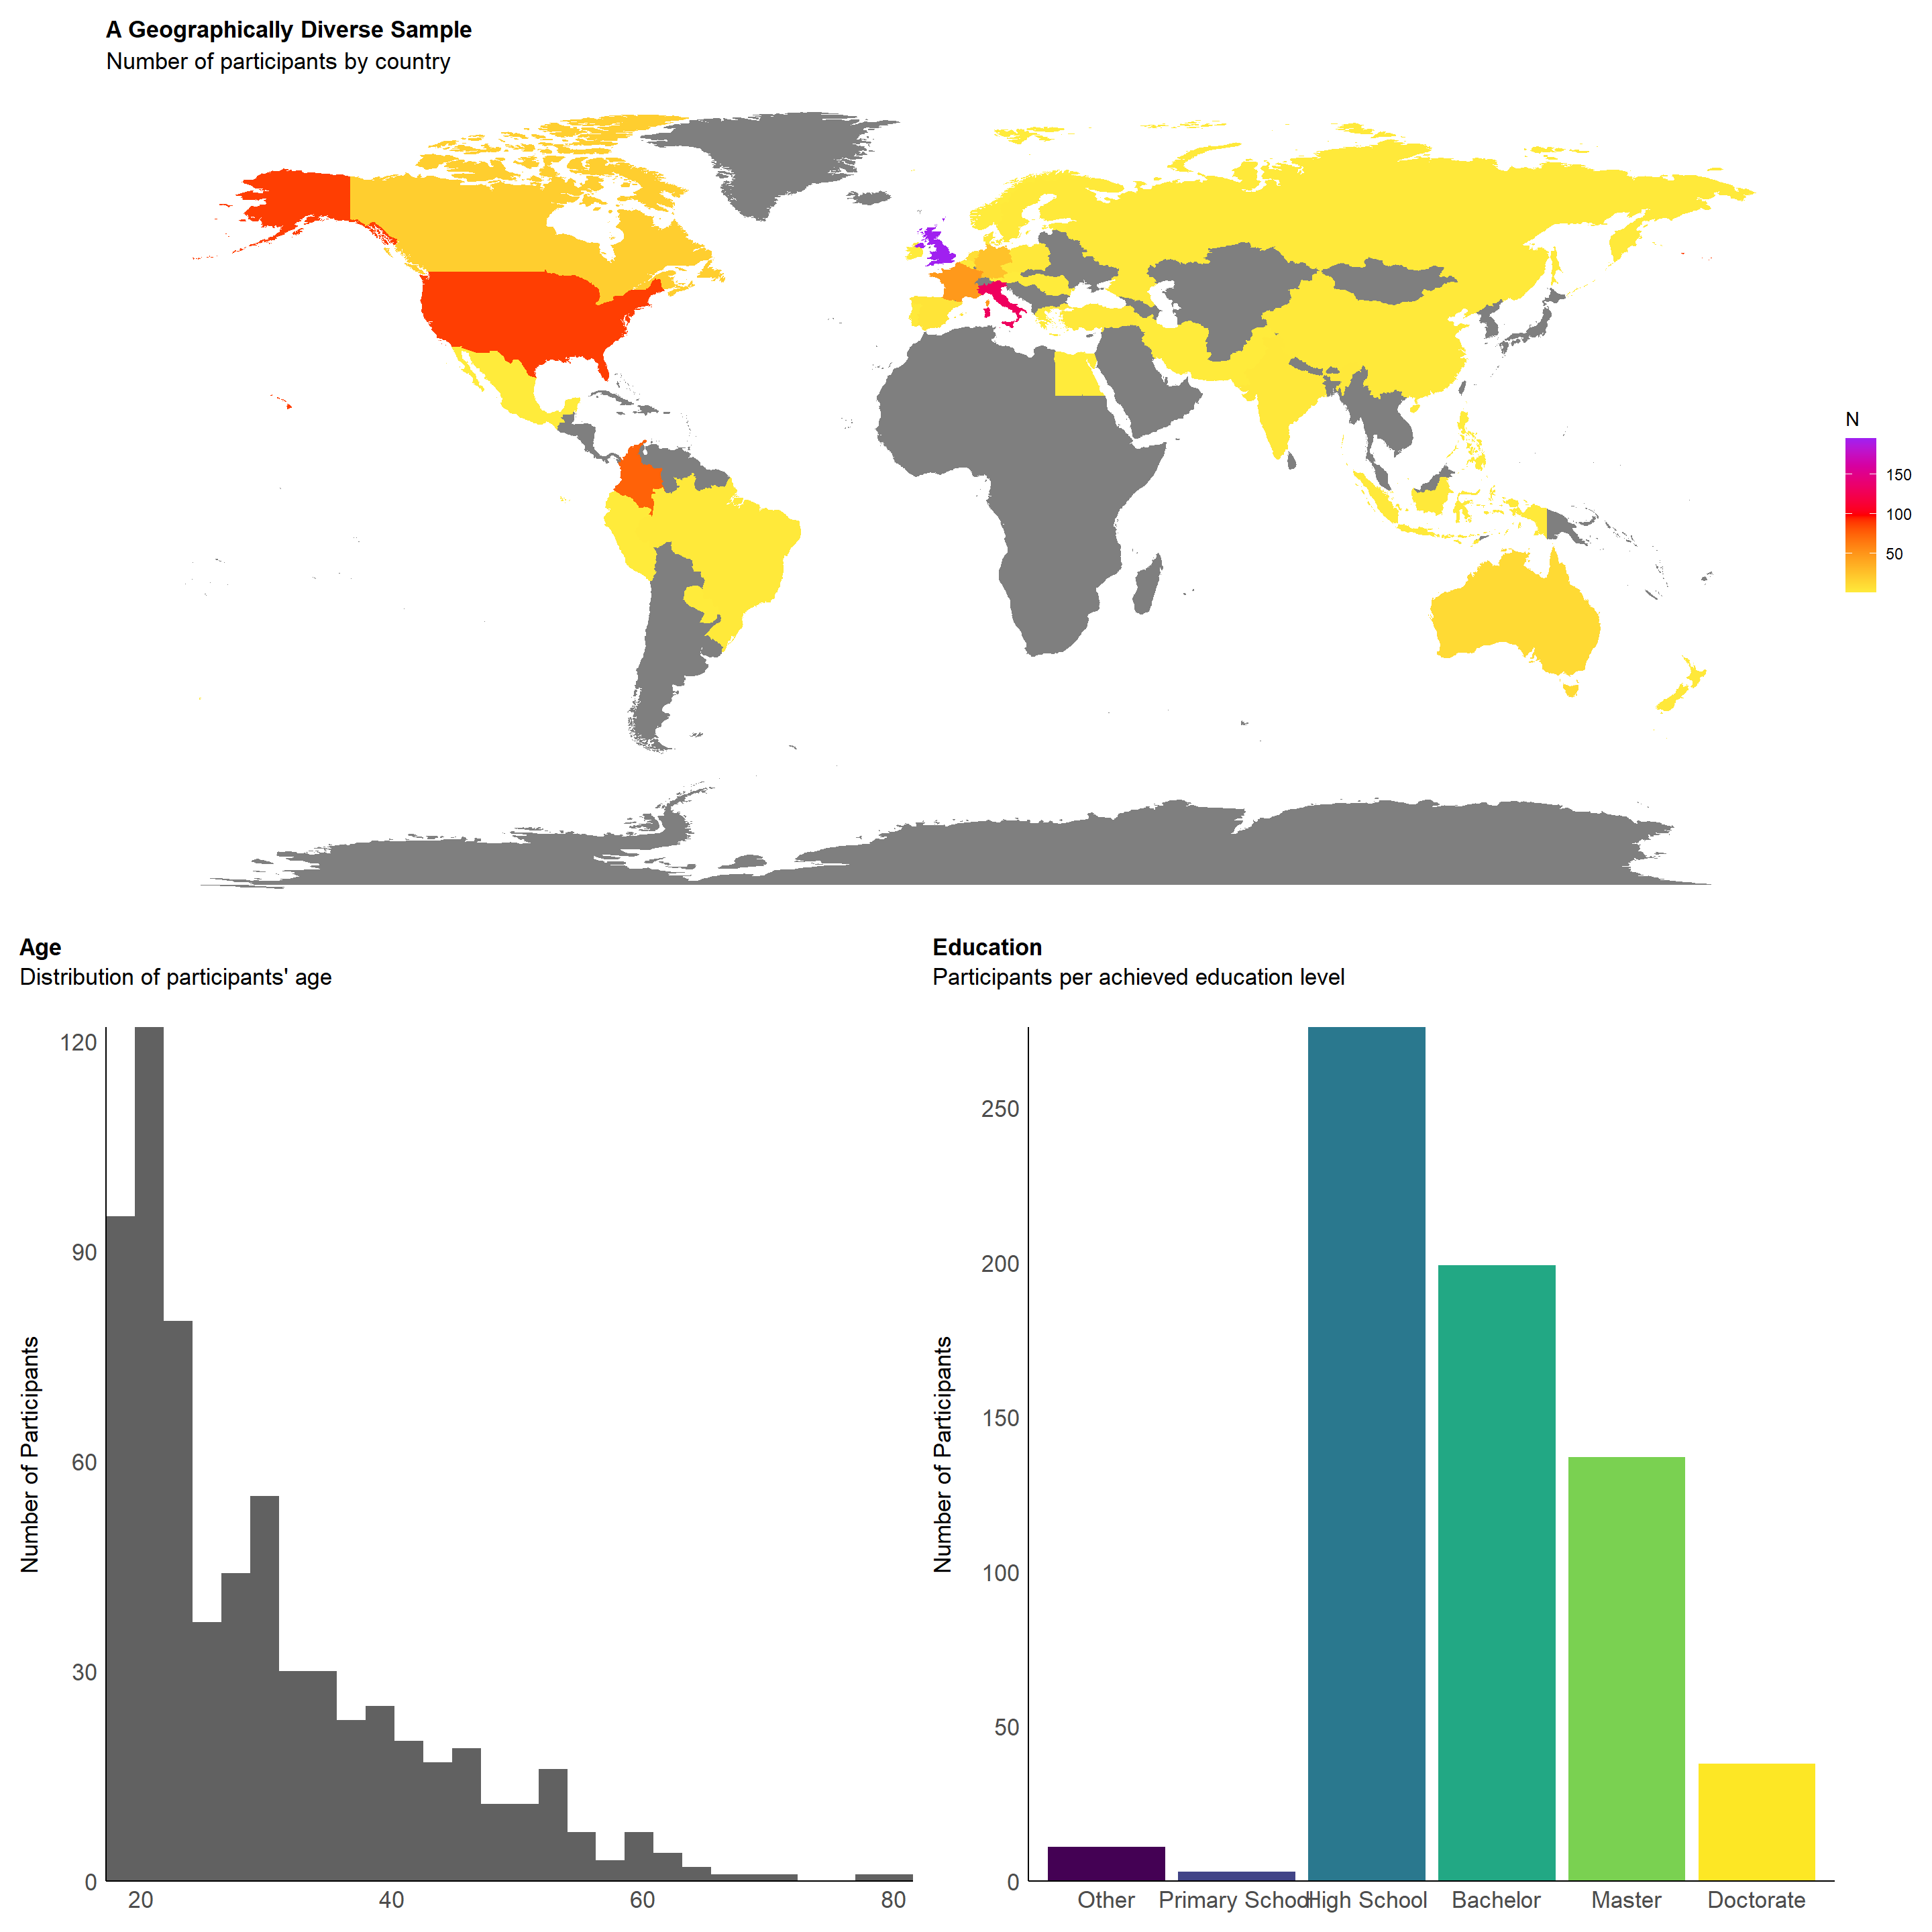 A Geographically Diverse Sample
Number of participants by country
N
150
100
50
Age
Distribution of participants' age
120
90
60
30
0
Number of Participants
20 40 60 80
Education
Participants per achieved education level
250
200
150
100
50
0
Number of Participants
Other Primary School High School Bachelor Master Doctorate